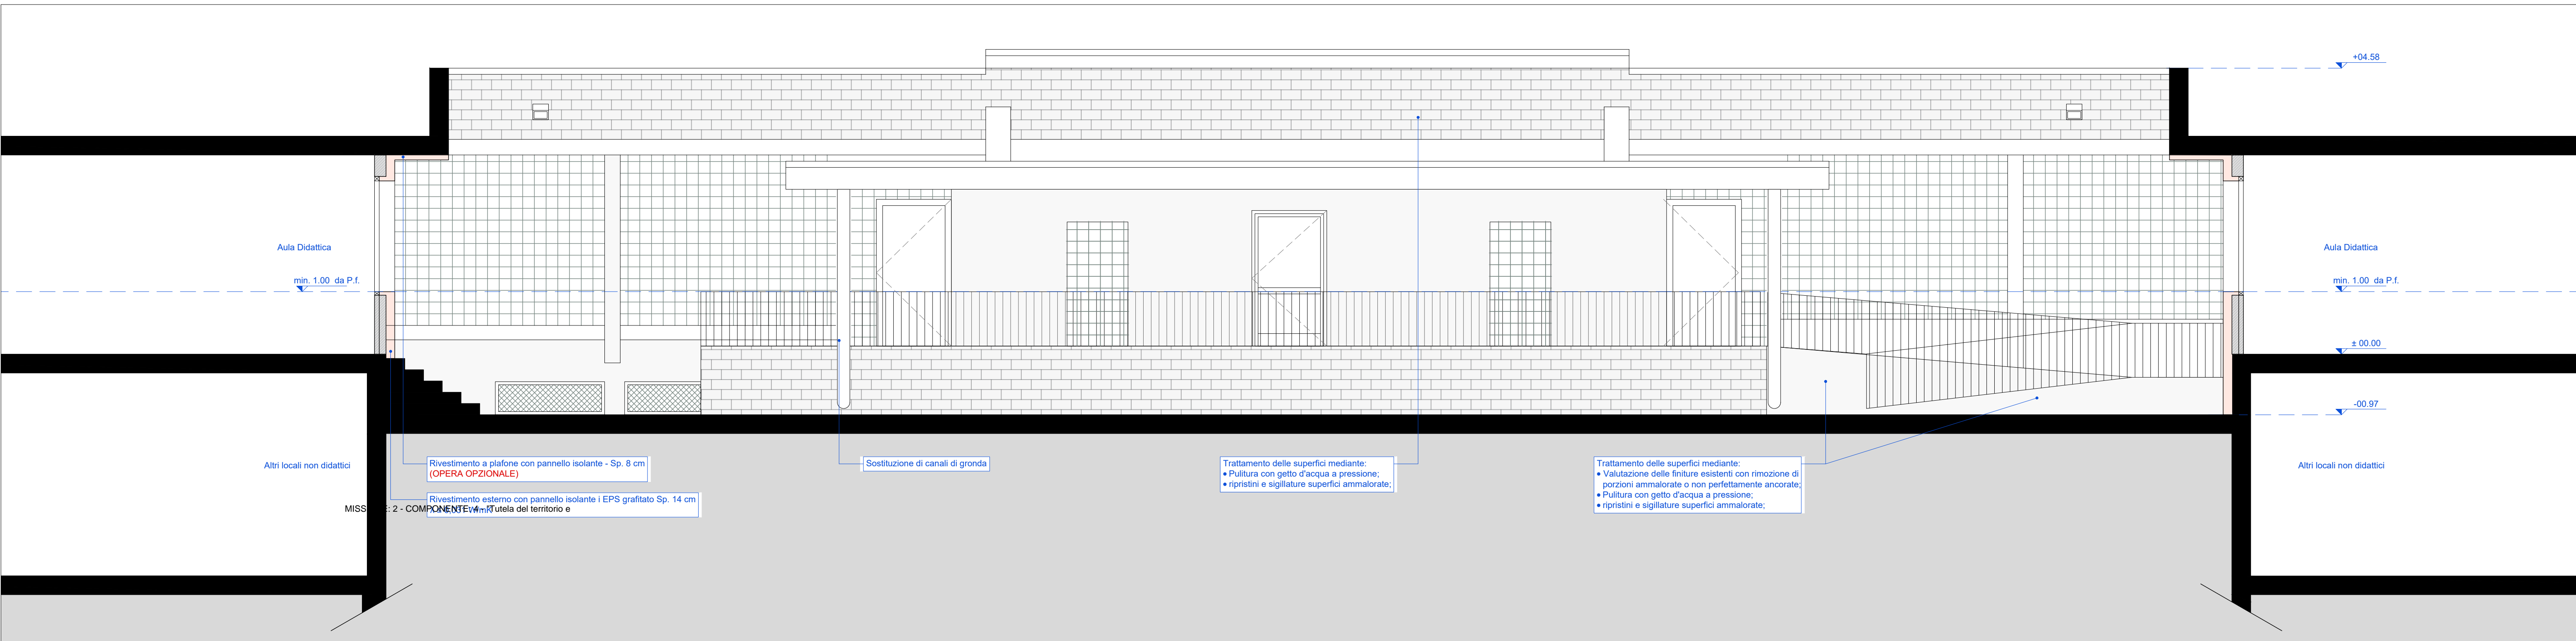 +04.58
Aula Didattica
Aula Didattica
min. 1.00 da P.f.
min. 1.00 da P.f.
± 00.00
-00.97
Altri locali non didattici
Altri locali non didattici
Rivestimento a plafone con pannello isolante - Sp. 8 cm
(OPERA OPZIONALE)
Rivestimento esterno con pannello isolante i EPS grafitato Sp. 14 cm
2 - COMPONENTE: 4 - "Tutela del territorio e
Sostituzione di canali di gronda
Trattamento delle superfici mediante:
• Pulitura con getto d'acqua a pressione;
• ripristini e sigillature superfici ammalorate;
Trattamento delle superfici mediante:
• Valutazione delle finiture esistenti con rimozione di
porzioni ammalorate o non perfettamente ancorate;
• Pulitura con getto d'acqua a pressione;
• ripristini e sigillature superfici ammalorate;